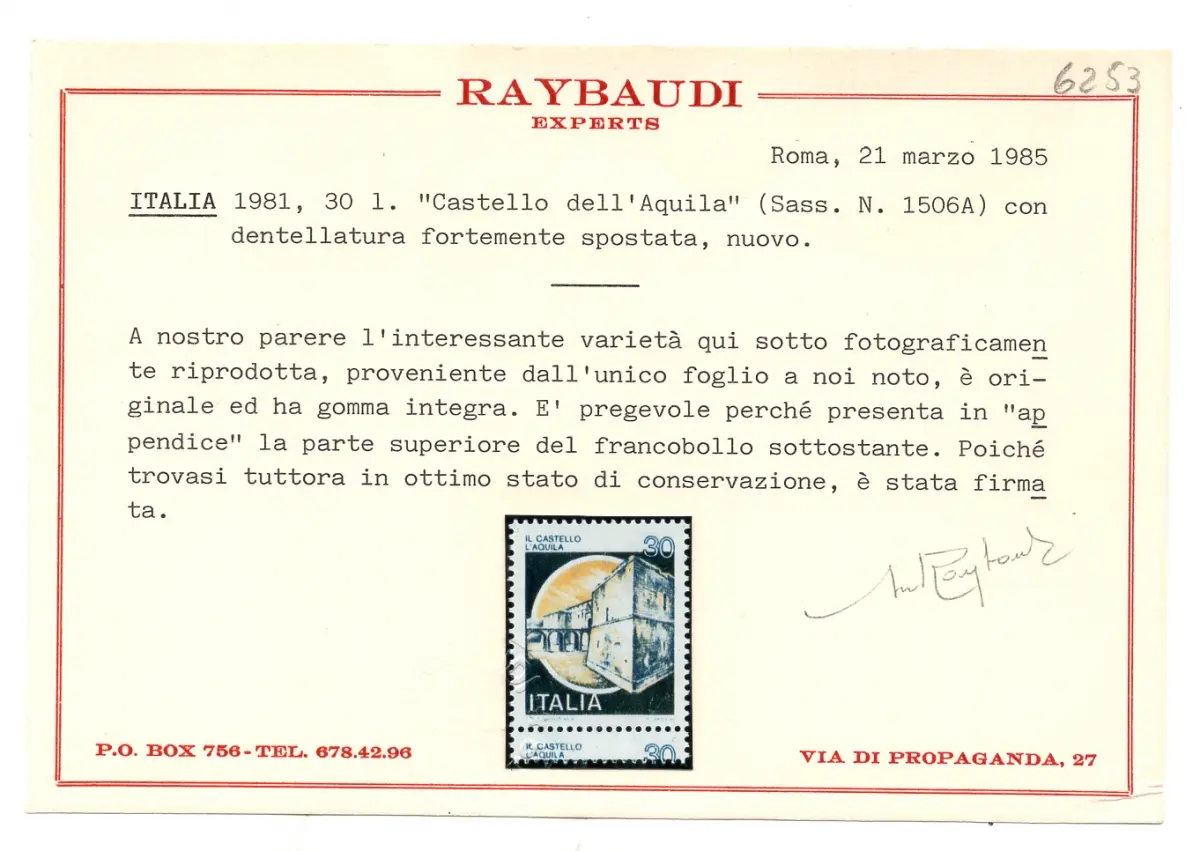 6253
RAYBAUDI
EXPERTS
Roma, 21 marzo 1985
ITALIA 1981, 30 l. "Castello dell'Aquila" (Sass. N. 1506A) con
dentellatura fortemente spostata, nuovo.
A nostro parere l'interessante varietà qui sotto fotograficamen
te riprodotta, proveniente dall'unico foglio a noi noto, è ori-
ginale ed ha gomma integra. E' pregevole perché presenta in "ap
pendice" la parte superiore del francobollo sottostante. Poiché
trovasi tuttora in ottimo stato di conservazione, è stata firma
ta.
IL CASTELLO
L'AQUILA
30
ITALIA
IL CASTELLO
L'AQUILA
30
P.O. BOX 756-TEL. 678.42.96
VIA DI PROPAGANDA, 27